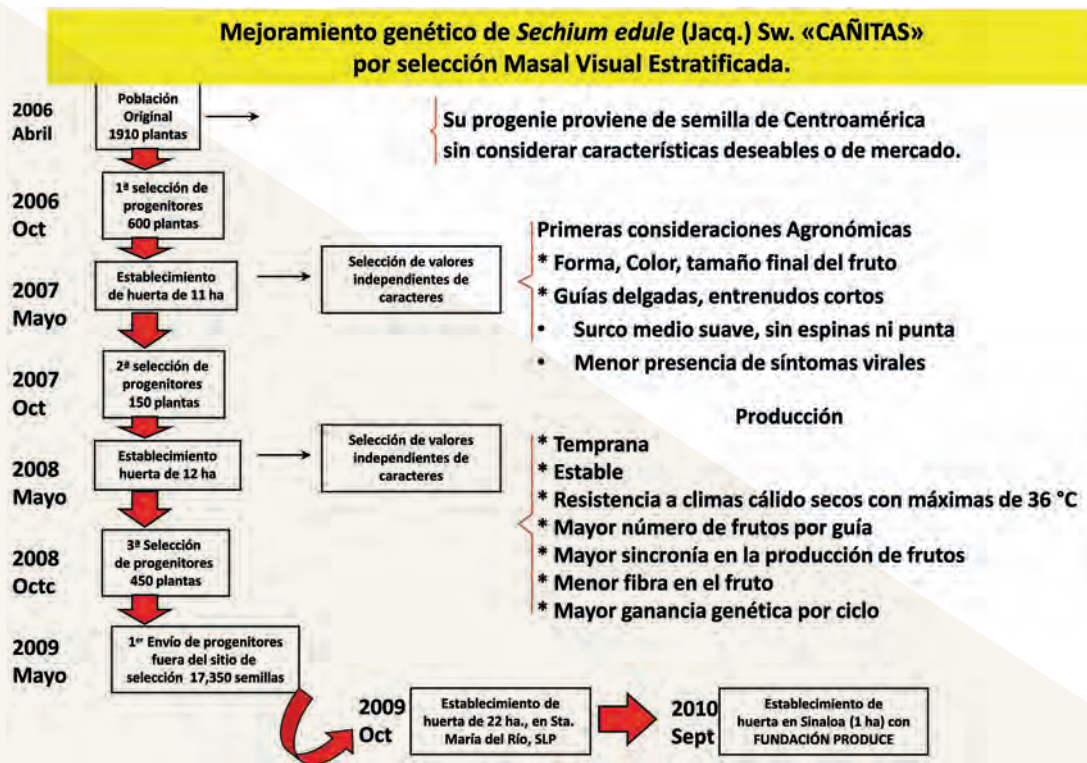 Mejoramiento genético de Sechium edule (Jacq.) Sw. «CAÑITAS»
por selección Masal Visual Estratificada.
2006
Abril
Población
Original
1910 plantas
Su progenie proviene de semilla de Centroamérica
sin considerar características deseables o de mercado.
2006
Oct
1ª selección de
progenitores
600 plantas
2007
Mayo
Establecimiento
de huerta de 11 ha
Selección de valores
independientes de
caracteres
Primeras consideraciones Agronómicas
* Forma, Color, tamaño final del fruto
* Guías delgadas, entrenudos cortos
• Surco medio suave, sin espinas ni punta
• Menor presencia de síntomas virales
2007
Oct
2ª selección de
progenitores
150 plantas
2008
Mayo
Establecimiento
huerta de 12 ha
Selección de valores
independientes de
caracteres
Producción
* Temprana
* Estable
* Resistencia a climas cálido secos con máximas de 36 °C
* Mayor número de frutos por guía
* Mayor sincronía en la producción de frutos
* Menor fibra en el fruto
* Mayor ganancia genética por ciclo
2008
Octc
3ª Selección
de progenitores
450 plantas
2009
Mayo
1er Envío de progenitores
fuera del sitio de
selección 17,350 semillas
2009
Oct
Establecimiento de
huerta de 22 ha., en Sta.
María del Río, SLP
2010
Sept
Establecimiento de
huerta en Sinaloa (1 ha) con
FUNDACIÓN PRODUCE